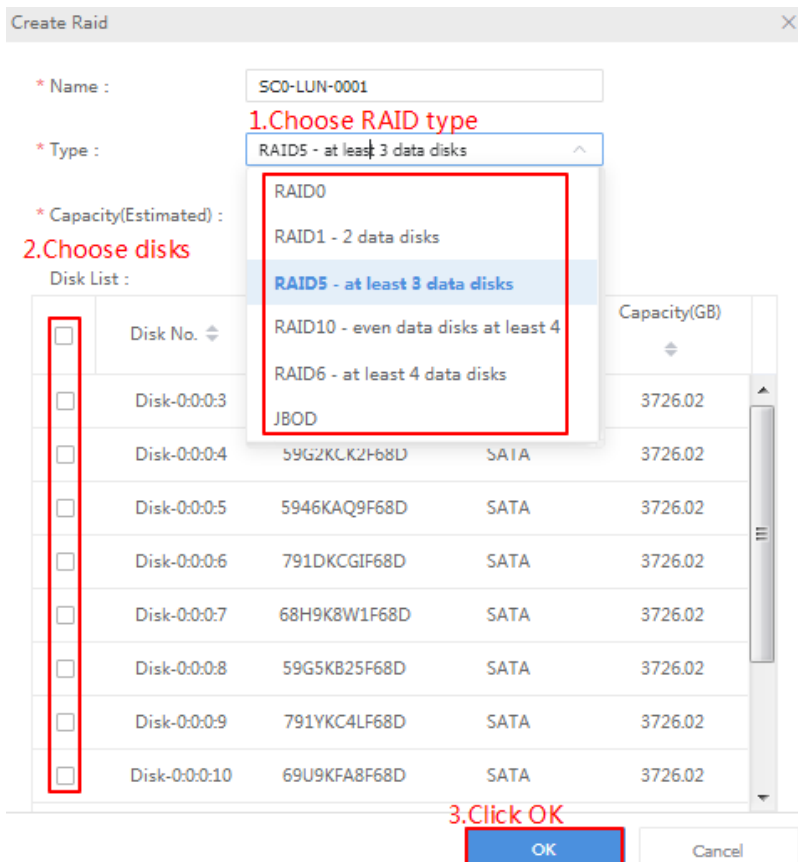 Create Raid
* Name :
SC0-LUN-0001
1.Choose RAID type
* Type :
RAID5 - at least 3 data disks
RAID0
* Capacity(Estimated) :
RAID1 - 2 data disks
2.Choose disks
Disk List :
RAID5 - at least 3 data disks
Disk No.
Capacity(GB)
RAID10 - even data disks at least 4
RAID6 - at least 4 data disks
JBOD
Disk-0:0:0:3 3726.02
Disk-0:0:0:4 59G2KCK2F68D SATA 3726.02
Disk-0:0:0:5 5946KAQ9F68D SATA 3726.02
Disk-0:0:0:6 791DKCGIF68D SATA 3726.02
Disk-0:0:0:7 68H9K8W1F68D SATA 3726.02
Disk-0:0:0:8 59G5KB25F68D SATA 3726.02
Disk-0:0:0:9 791YKC4LF68D SATA 3726.02
Disk-0:0:0:10 69U9KFA8F68D SATA 3726.02
3.Click OK
OK Cancel